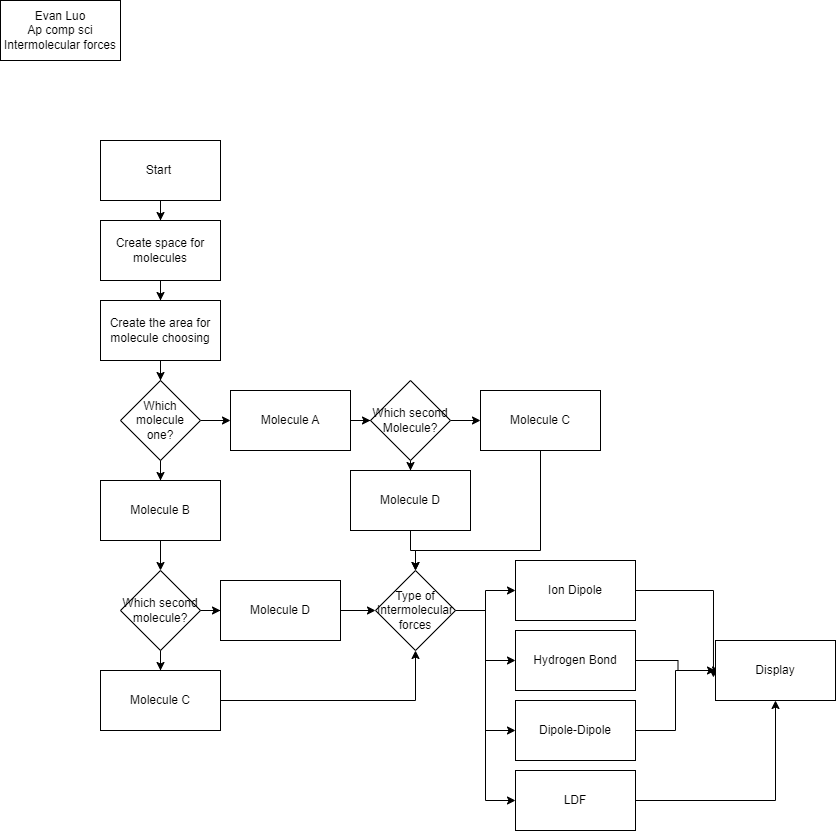 Evan Luo
Ap comp sci
Intermolecular forces
Start
Create space for
molecules
Create the area for
molecule choosing
Which
molecule
one?
Molecule A
Which second
Molecule?
Molecule C
Molecule B
Molecule D
Which second
molecule?
Molecule D
Type of
Intermolecular
forces
Ion Dipole
Hydrogen Bond
Display
Molecule C
Dipole-Dipole
LDF